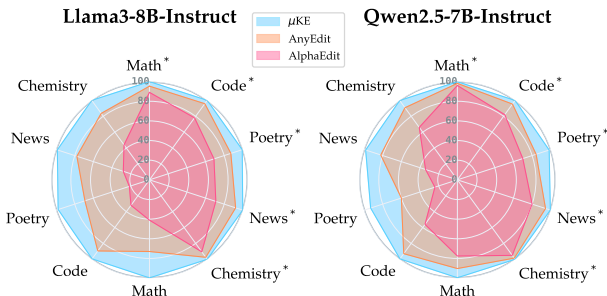 Llama3-8B-Instruct
Qwen2.5-7B-Instruct
μKE
AnyEdit
AlphaEdit
Math*
Code*
Poetry*
News*
Chemistry*
Math
Code
Poetry
News
Chemistry
100
80
60
40
20
0
Math*
Code*
Poetry*
News*
Chemistry*
Math
Code
Poetry
News
Chemistry
100
80
60
40
20
0